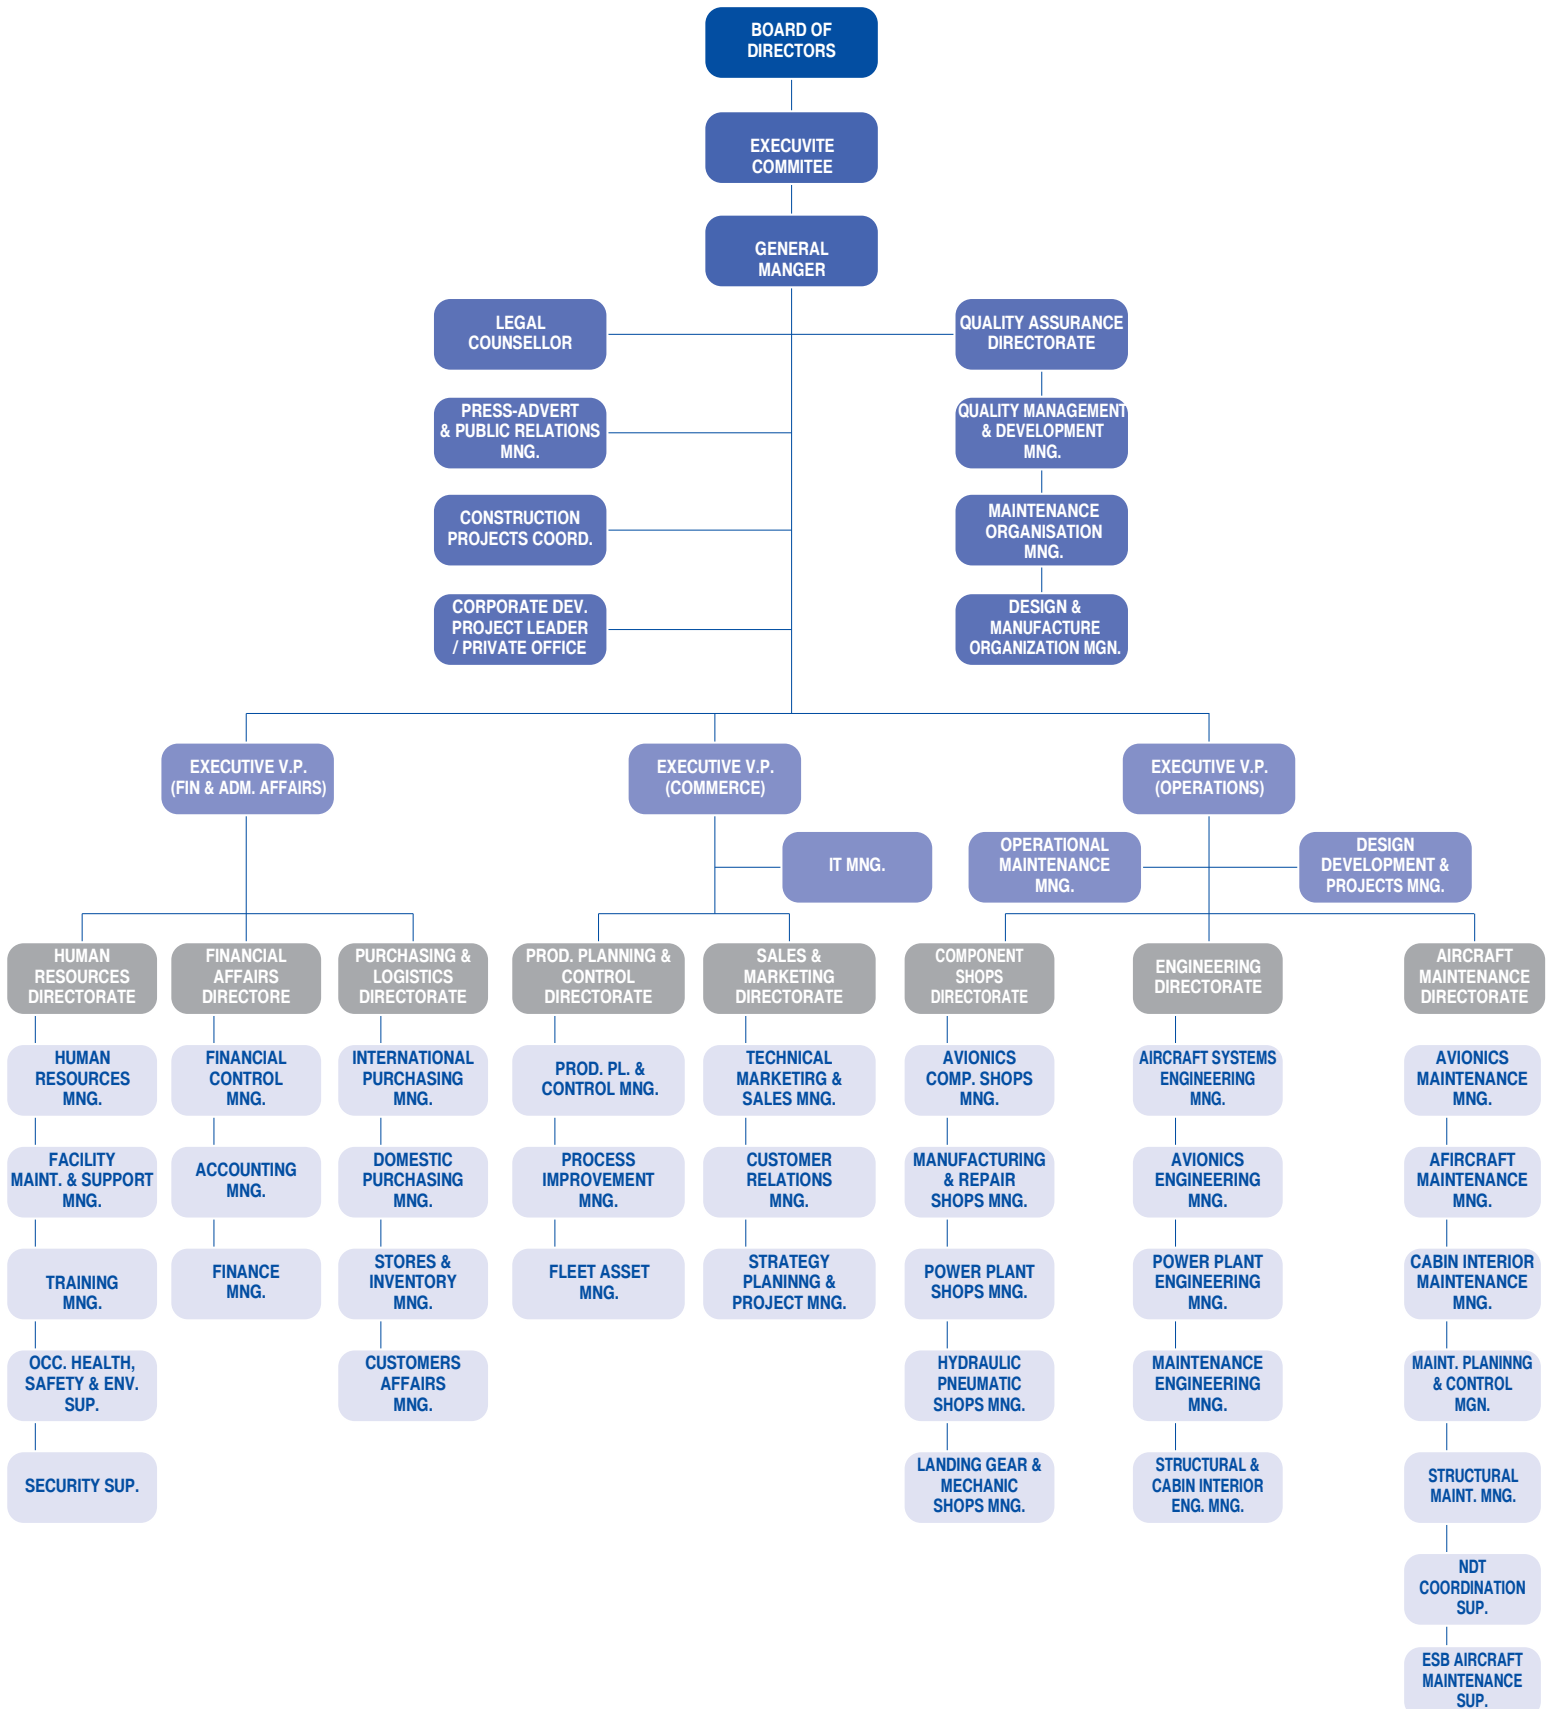 BOARD OF
DIRECTORS
EXECUVITE
COMMITEE
GENERAL
MANGER
LEGAL
COUNSELLOR
QUALITY ASSURANCE
DIRECTORATE
PRESS-ADVERT
& PUBLIC RELATIONS
MNG.
QUALITY MANAGEMENT
& DEVELOPMENT
MNG.
CONSTRUCTION
PROJECTS COORD.
MAINTENANCE
ORGANISATION
MNG.
CORPORATE DEV.
PROJECT LEADER
/ PRIVATE OFFICE
DESIGN &
MANUFACTURE
ORGANIZATION MGN.
EXECUTIVE V.P.
(FIN & ADM. AFFAIRS)
EXECUTIVE V.P.
(COMMERCE)
EXECUTIVE V.P.
(OPERATIONS)
IT MNG.
OPERATIONAL
MAINTENANCE
MNG.
DESIGN
DEVELOPMENT &
PROJECTS MNG.
HUMAN
RESOURCES
DIRECTORATE
FINANCIAL
AFFAIRS
DIRECTORE
PURCHASING &
LOGISTICS
DIRECTORATE
PROD. PLANNING &
CONTROL
DIRECTORATE
SALES &
MARKETING
DIRECTORATE
COMPONENT
SHOPS
DIRECTORATE
ENGINEERING
DIRECTORATE
AIRCRAFT
MAINTENANCE
DIRECTORATE
HUMAN
RESOURCES
MNG.
FINANCIAL
CONTROL
MNG.
INTERNATIONAL
PURCHASING
MNG.
PROD. PL. &
CONTROL MNG.
TECHNICAL
MARKETIRG &
SALES MNG.
AVIONICS
COMP. SHOPS
MNG.
AIRCRAFT SYSTEMS
ENGINEERING
MNG.
AVIONICS
MAINTENANCE
MNG.
FACILITY
MAINT. & SUPPORT
MNG.
ACCOUNTING
MNG.
DOMESTIC
PURCHASING
MNG.
PROCESS
IMPROVEMENT
MNG.
CUSTOMER
RELATIONS
MNG.
MANUFACTURING
& REPAIR
SHOPS MNG.
AVIONICS
ENGINEERING
MNG.
AFIRCRAFT
MAINTENANCE
MNG.
TRAINING
MNG.
FINANCE
MNG.
STORES &
INVENTORY
MNG.
FLEET ASSET
MNG.
STRATEGY
PLANINNG &
PROJECT MNG.
POWER PLANT
SHOPS MNG.
POWER PLANT
ENGINEERING
MNG.
CABIN INTERIOR
MAINTENANCE
MNG.
OCC. HEALTH,
SAFETY & ENV.
SUP.
CUSTOMERS
AFFAIRS
MNG.
HYDRAULIC
PNEUMATIC
SHOPS MNG.
MAINTENANCE
ENGINEERING
MNG.
MAINT. PLANINNG
& CONTROL
MGN.
SECURITY SUP.
LANDING GEAR &
MECHANIC
SHOPS MNG.
STRUCTURAL &
CABIN INTERIOR
ENG. MNG.
STRUCTURAL
MAINT. MNG.
NDT
COORDINATION
SUP.
ESB AIRCRAFT
MAINTENANCE
SUP.